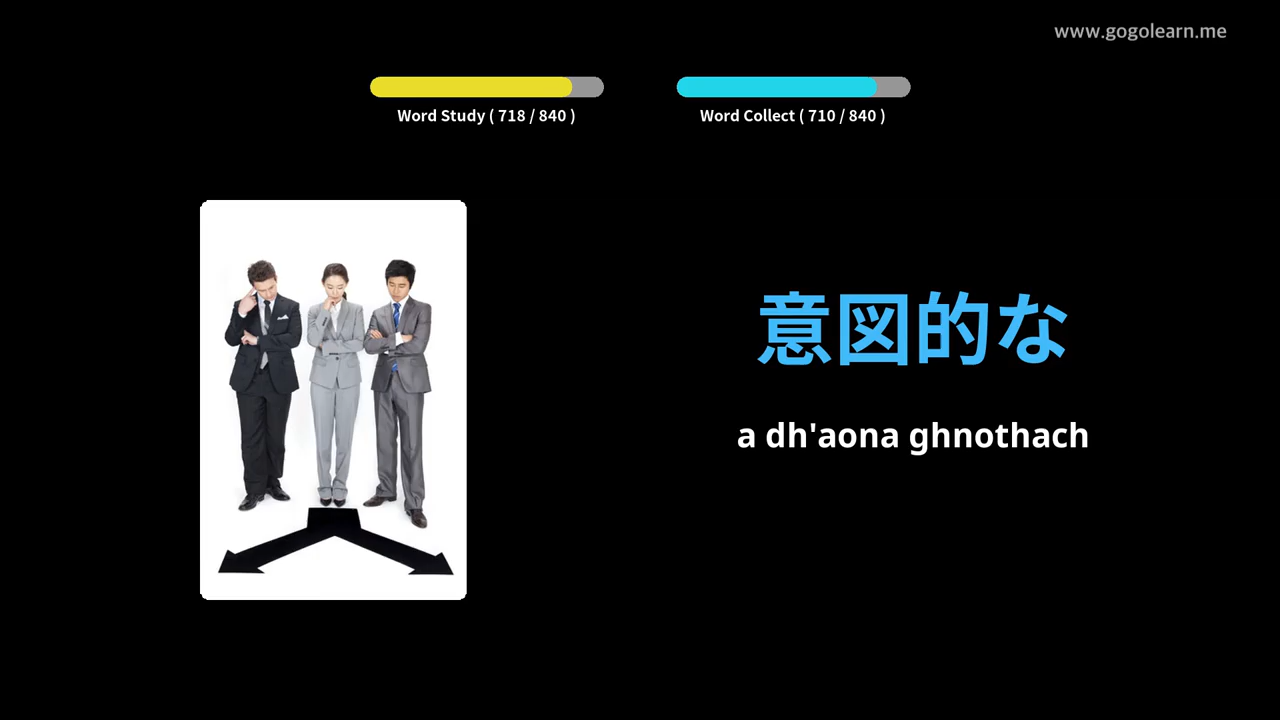 www.gogolearn.me
Word Study ( 718 / 840 )
Word Collect ( 710 / 840 )
意図的な
a dh'aona ghnothach